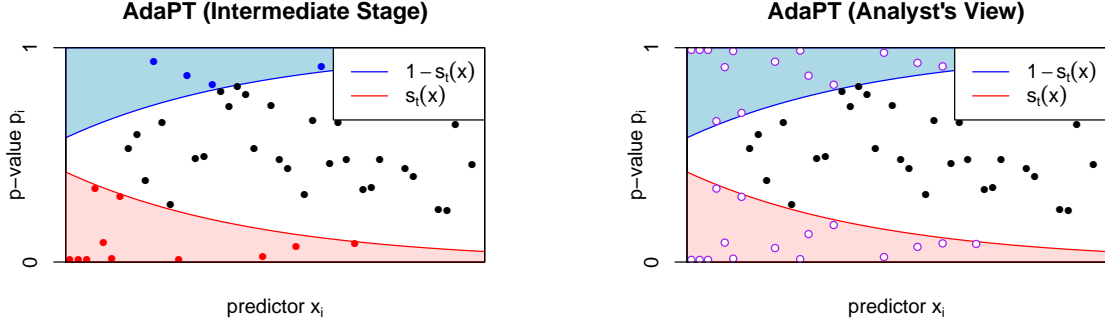 AdaPT (Intermediate Stage)
1
p-value pᵢ
0
predictor xᵢ
1 − sₜ(x)
sₜ(x)
AdaPT (Analyst's View)
1
p-value pᵢ
0
predictor xᵢ
1 − sₜ(x)
sₜ(x)